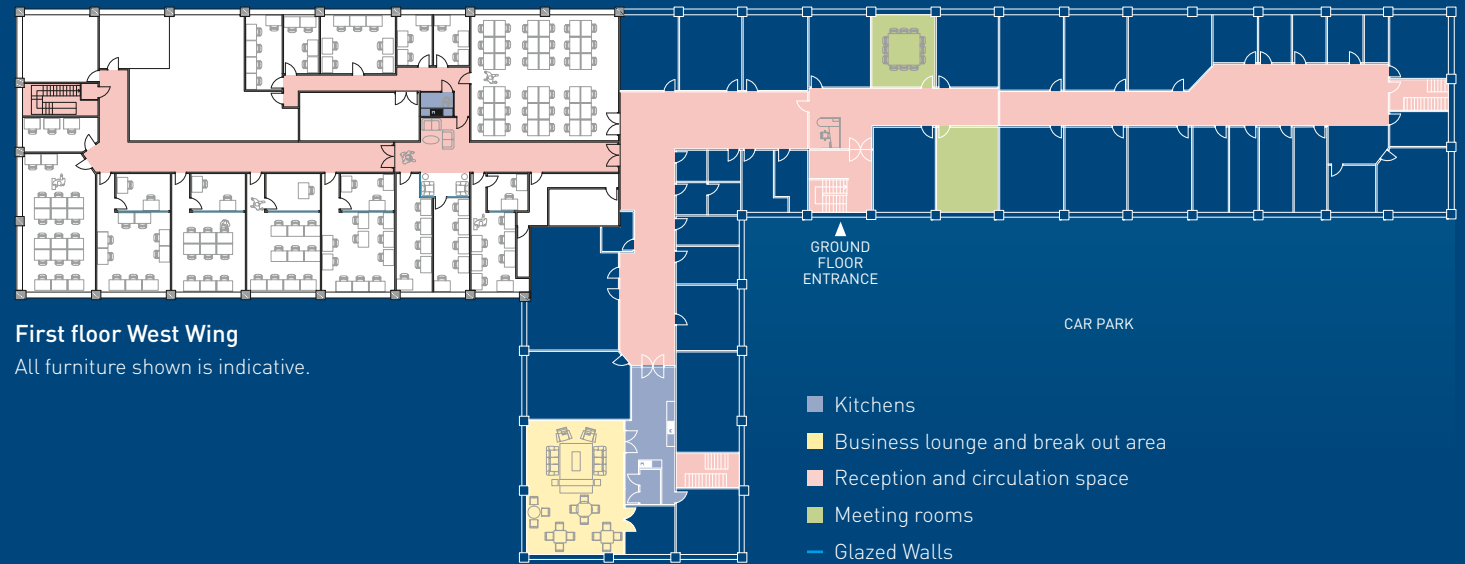 GROUND
FLOOR
ENTRANCE
First floor West Wing
All furniture shown is indicative.
CAR PARK
Kitchens
Business lounge and break out area
Reception and circulation space
Meeting rooms
Glazed Walls